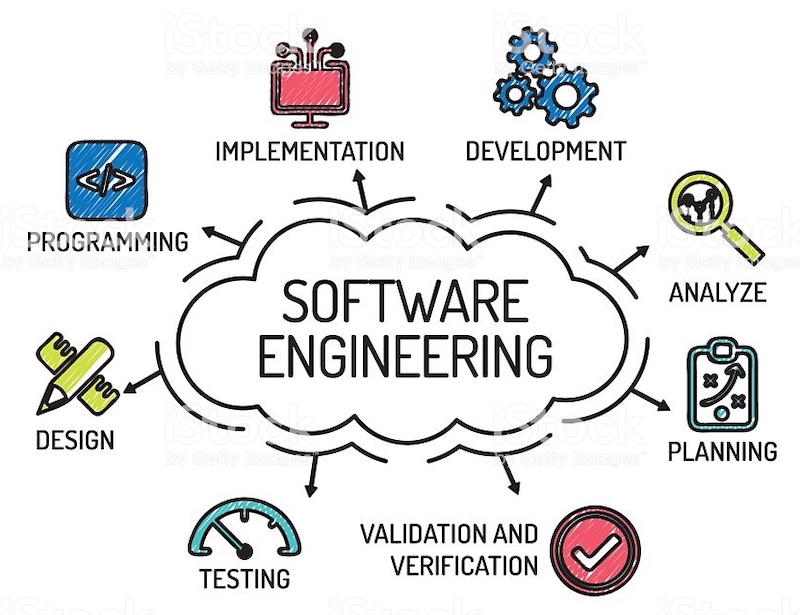 iStock
by Getty Images
IMPLEMENTATION
DEVELOPMENT
</>
PROGRAMMING
ANALYZE
SOFTWARE
ENGINEERING
DESIGN
PLANNING
TESTING
VALIDATION AND
VERIFICATION